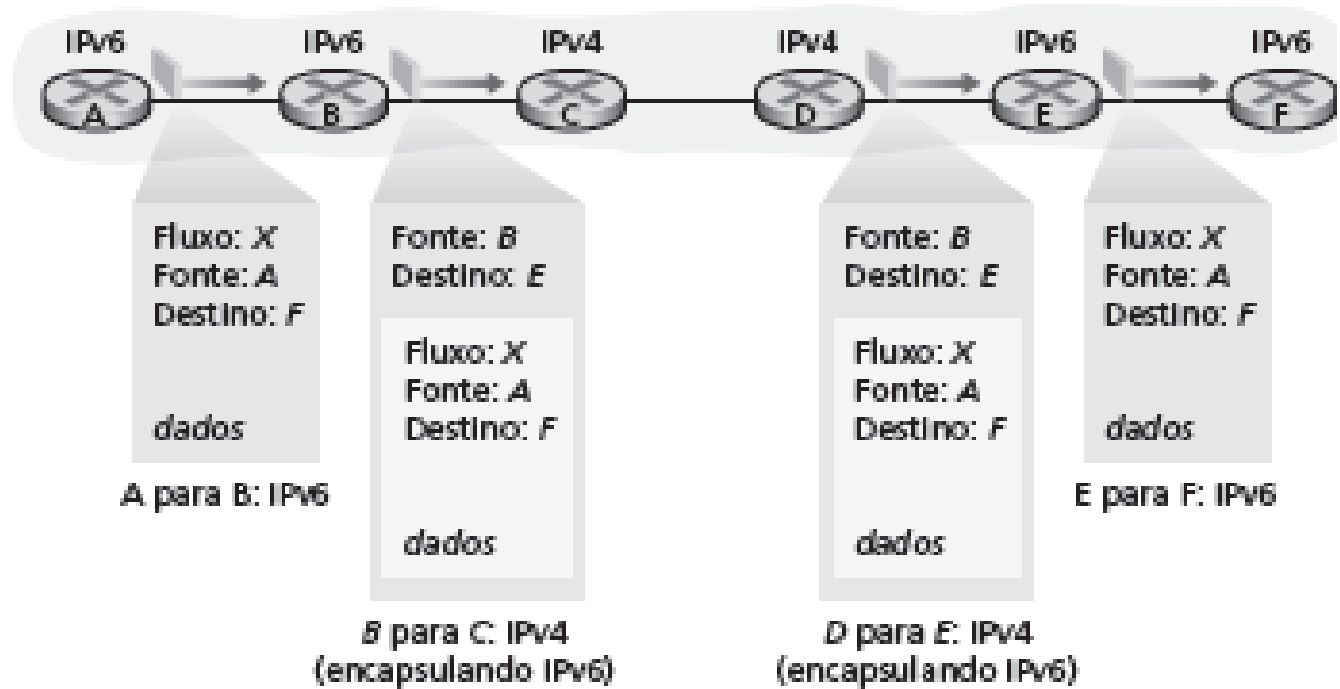 IPv6 IPv6 IPv4 IPv4 IPv6 IPv6
A B C D E F
Fluxo: X
Fonte: A
Destino: F
dados
A para B: IPv6
Fonte: B
Destino: E
Fluxo: X
Fonte: A
Destino: F
dados
B para C: IPv4
(encapsulando IPv6)
Fonte: B
Destino: E
Fluxo: X
Fonte: A
Destino: F
dados
D para E: IPv4
(encapsulando IPv6)
Fluxo: X
Fonte: A
Destino: F
dados
E para F: IPv6